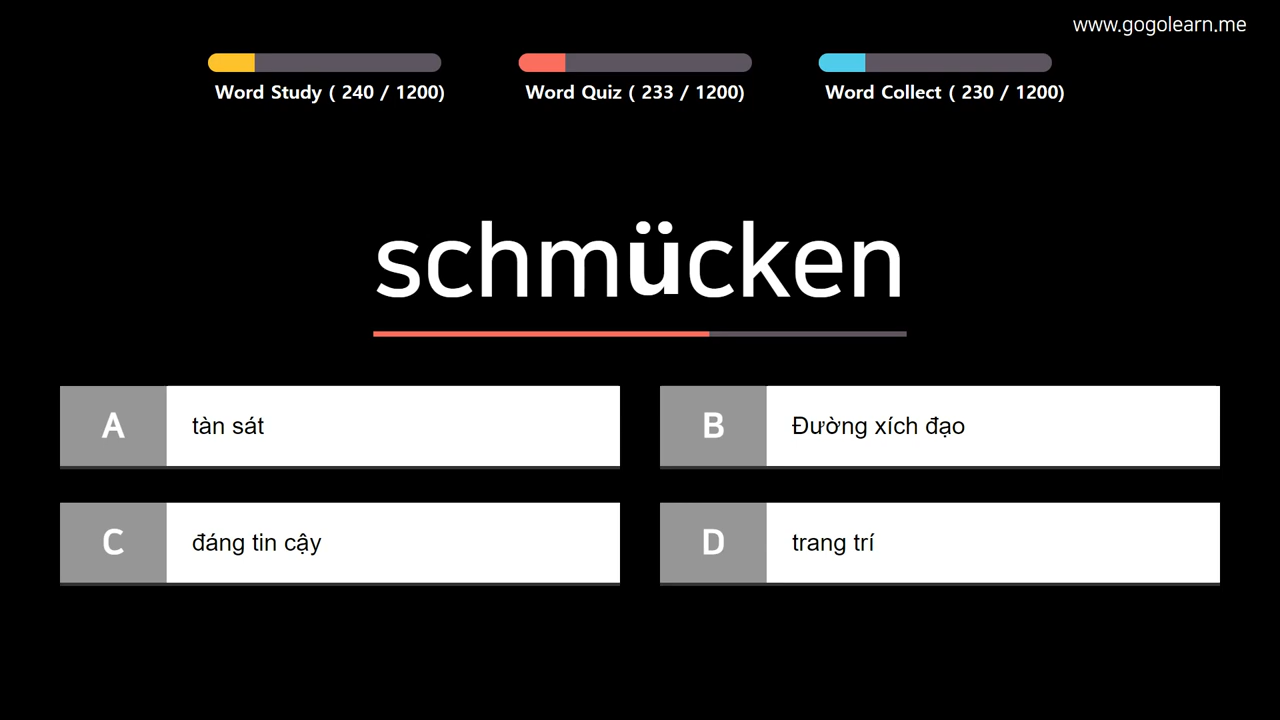 www.gogolearn.me
Word Study ( 240 / 1200)
Word Quiz ( 233 / 1200)
Word Collect ( 230 / 1200)
schmücken
A tàn sát
B Đường xích đạo
C đáng tin cậy
D trang trí